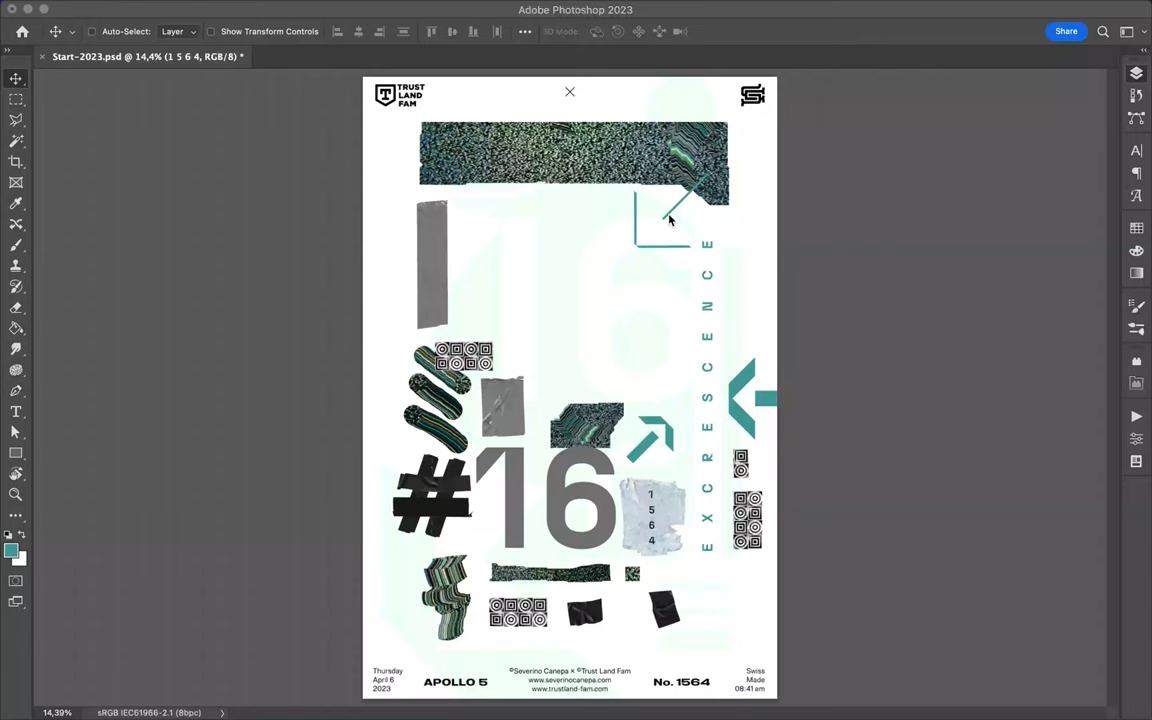 Adobe Photoshop 2023
Auto-Select: Layer Show Transform Controls 3D Mode: Share
Start-2023.psd @ 14,4% (1 5 6 4, RGB/8) *
TRUST
LAND
FAM
16
EXCRESCENCE
#16
1
5
6
4
Thursday
April 6
2023
APOLLO 5
©Severino Canepa × ©Trust Land Fam
www.severinocanepa.com
www.trustland-fam.com
No. 1564
Swiss
Made
08:41 am
14,39% sRGB IEC61966-2.1 (8bpc)